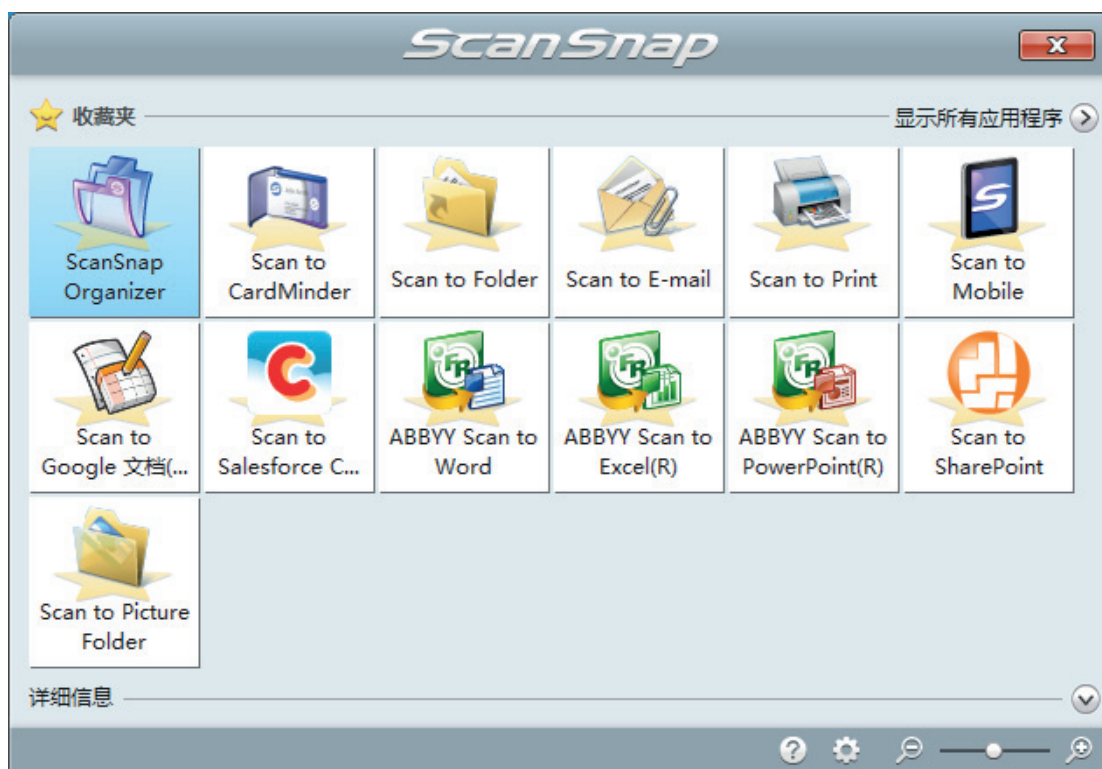 ScanSnap
收藏夹
显示所有应用程序
ScanSnap
Organizer
Scan to
CardMinder
Scan to Folder
Scan to E-mail
Scan to Print
Scan to
Mobile
Scan to
Google 文档(...
Scan to
Salesforce C...
ABBYY Scan to
Word
ABBYY Scan to
Excel(R)
ABBYY Scan to
PowerPoint(R)
Scan to
SharePoint
Scan to Picture
Folder
详细信息